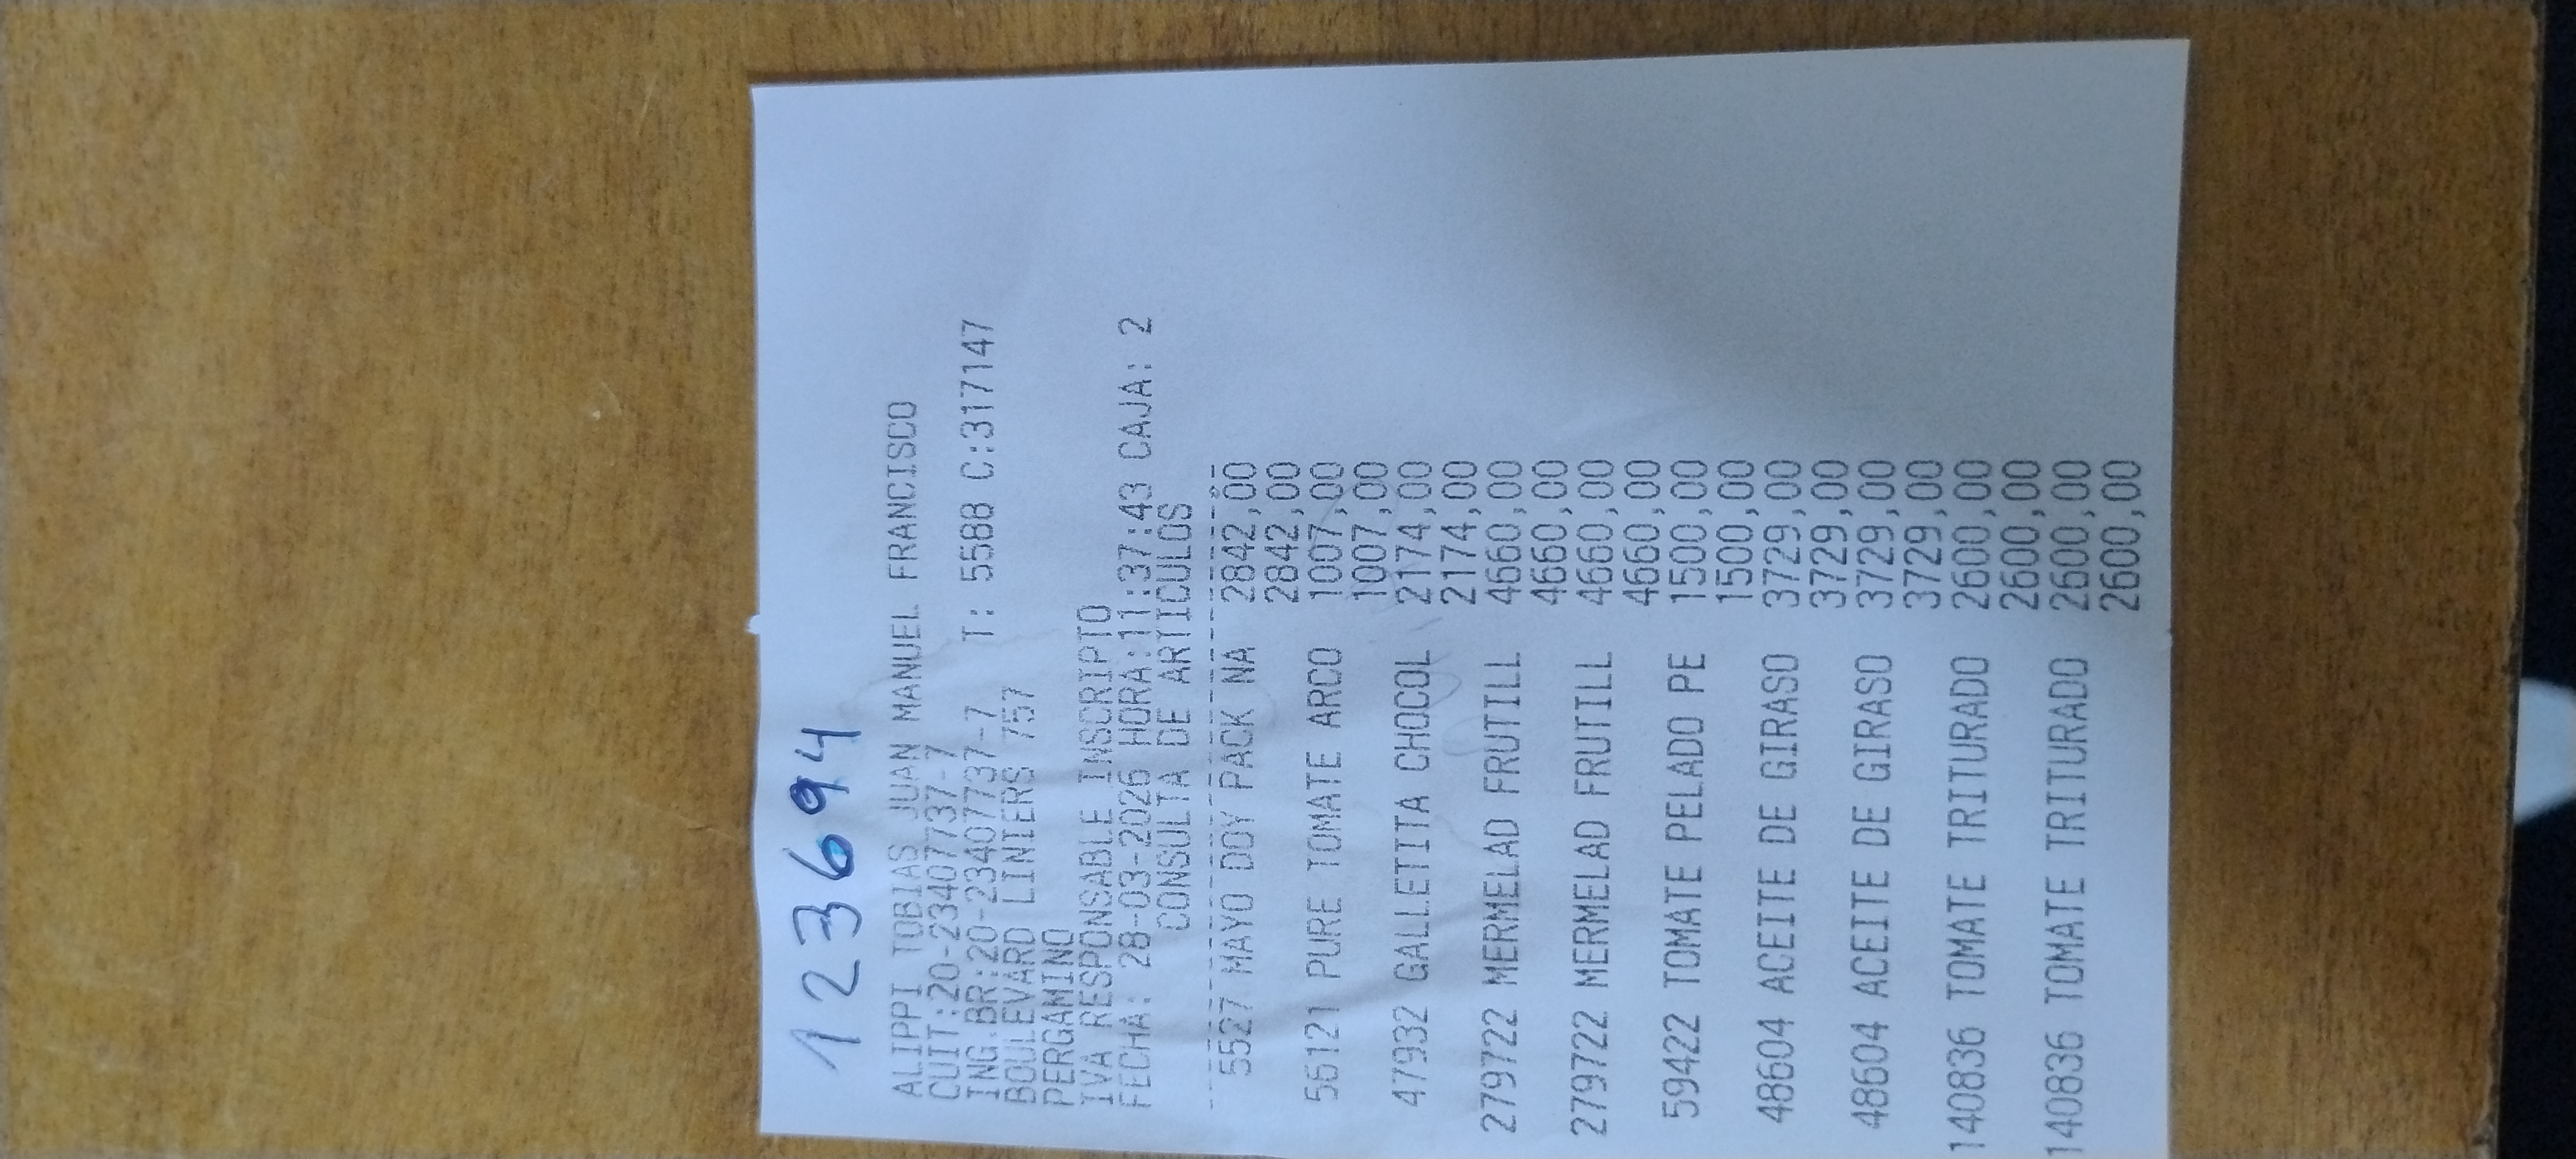 123694
ALIPPI TOBIAS JUAN MANUEL FRANCISCO
CUIT:20-23407737-7
ING.BR:20-23407737-7 T: 5588 C:317147
BOULEVARD LINIERS 757
PERGAMINO
IVA RESPONSABLE INSCRIPTO
FECHA: 28-03-2026 HORA:11:37:43 CAJA: 2
CONSULTA DE ARTICULOS
5527 MAYO DOY PACK NA 2842,00
2842,00
56121 PURE TOMATE ARCO 1007,00
1007,00
47932 GALLETITA CHOCOL 2174,00
2174,00
279722 MERMELAD FRUTILL 4660,00
4660,00
279722 MERMELAD FRUTILL 4660,00
4660,00
59422 TOMATE PELADO PE 1500,00
1500,00
48604 ACEITE DE GIRASO 3729,00
3729,00
48604 ACEITE DE GIRASO 3729,00
3729,00
140836 TOMATE TRITURADO 2600,00
2600,00
140836 TOMATE TRITURADO 2600,00
2600,00